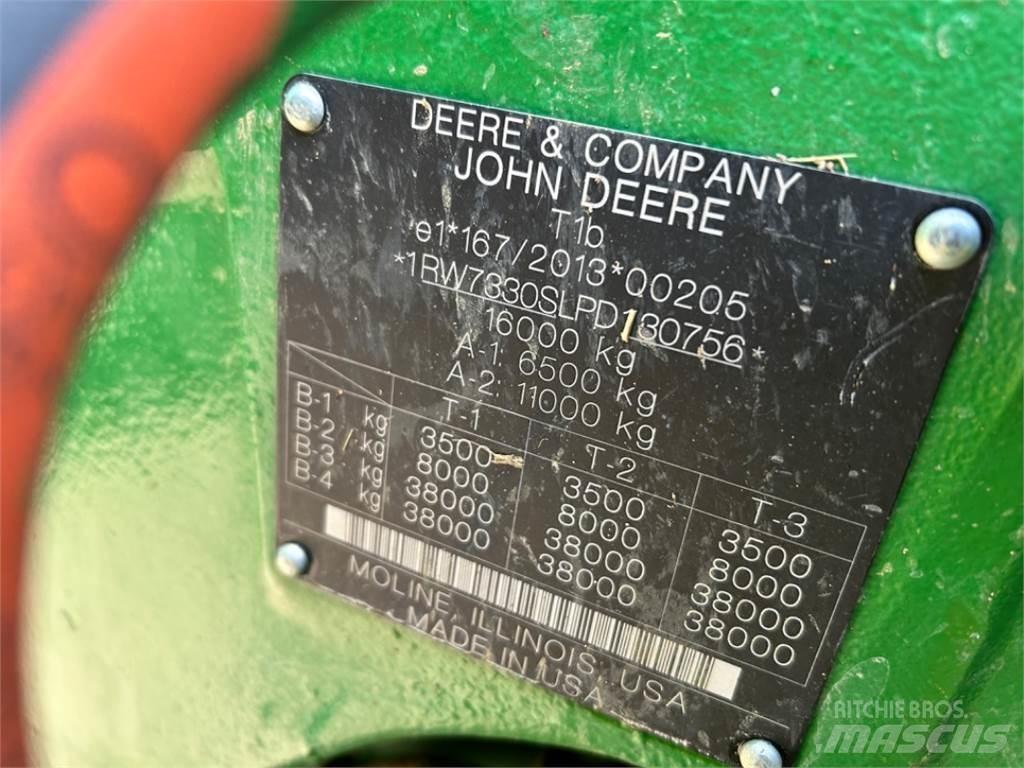 DEERE & COMPANY
JOHN DEERE
T1b
e1*167/2013*00205
*1RW7330SLPD130756*
16000 kg
A-1: 6500 kg
A-2: 11000 kg
T-1 T-2 T-3
B-1 kg 3500 3500 3500
B-2 kg 8000 8000 8000
B-3 kg 38000 38000 38000
B-4 kg 38000 38000 38000
MOLINE, ILLINOIS, USA
MADE IN USA
RITCHIE BROS.
MASCUS